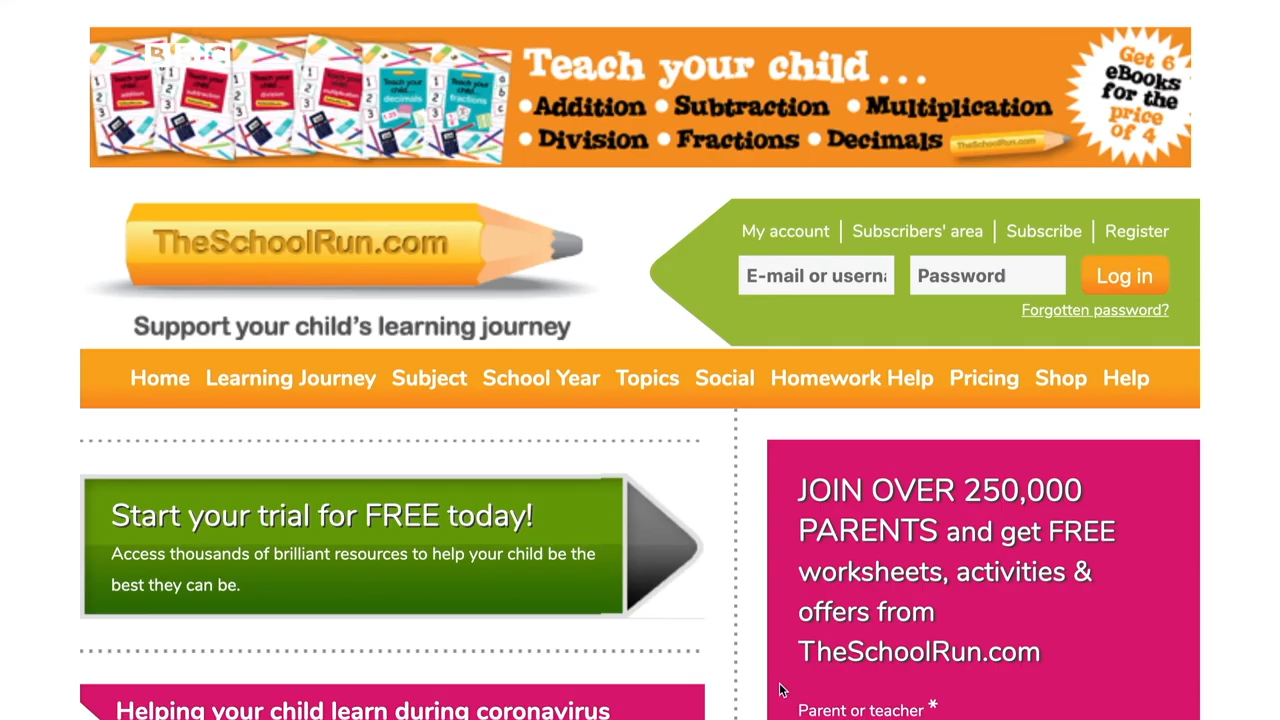 Teach your child...
•Addition •Subtraction •Multiplication
•Division •Fractions •Decimals
TheSchoolRun.com
Get 6
eBooks
for the
price
of 4
TheSchoolRun.com
Support your child's learning journey
My account | Subscribers' area | Subscribe | Register
E-mail or userna Password Log in
Forgotten password?
Home Learning Journey Subject School Year Topics Social Homework Help Pricing Shop Help
Start your trial for FREE today!
Access thousands of brilliant resources to help your child be the
best they can be.
Helping your child learn during coronavirus
JOIN OVER 250,000
PARENTS and get FREE
worksheets, activities &
offers from
TheSchoolRun.com
Parent or teacher *